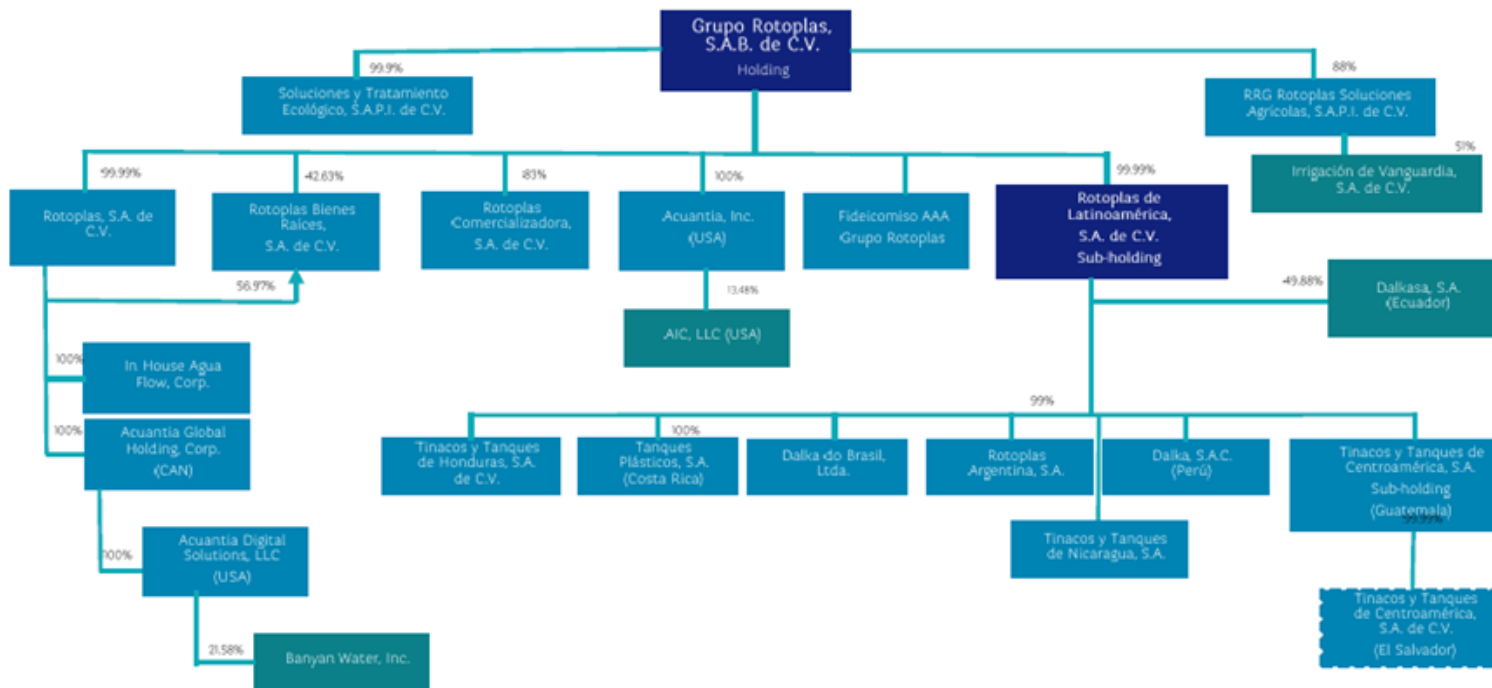 Grupo Rotoplas,
S.A.B. de C.V.
Holding
99.9%
88%
Soluciones y Tratamiento
Ecológico, S.A.P.I. de C.V.
RRG Rotoplas Soluciones
Agrícolas, S.A.P.I. de C.V.
51%
Irrigación de Vanguardia,
S.A. de C.V.
99.99%
42.63%
83%
100%
99.99%
Rotoplas, S.A. de
C.V.
Rotoplas Bienes
Raíces,
S.A. de C.V.
Rotoplas
Comercializadora,
S.A. de C.V.
Acuantia, Inc.
(USA)
Fideicomiso AAA
Grupo Rotoplas
Rotoplas de
Latinoamérica,
S.A. de C.V.
Sub-holding
56.97%
13.48%
49.88%
AIC, LLC (USA)
Dalkasa, S.A.
(Ecuador)
100%
In House Agua
Flow, Corp.
100%
Acuantia Global
Holding, Corp.
(CAN)
100%
Acuantia Digital
Solutions, LLC
(USA)
21.58%
Banyan Water, Inc.
99%
Tinacos y Tanques
de Honduras, S.A.
de C.V.
100%
Tanques
Plásticos, S.A.
(Costa Rica)
Dalka do Brasil,
Ltda.
Rotoplas
Argentina, S.A.
Dalka, S.A.C.
(Perú)
Tinacos y Tanques de
Centroamérica, S.A.
Sub-holding
(Guatemala)
99.99%
Tinacos y Tanques
de Nicaragua, S.A.
Tinacos y Tanques
de Centroamérica,
S.A. de C.V.
(El Salvador)